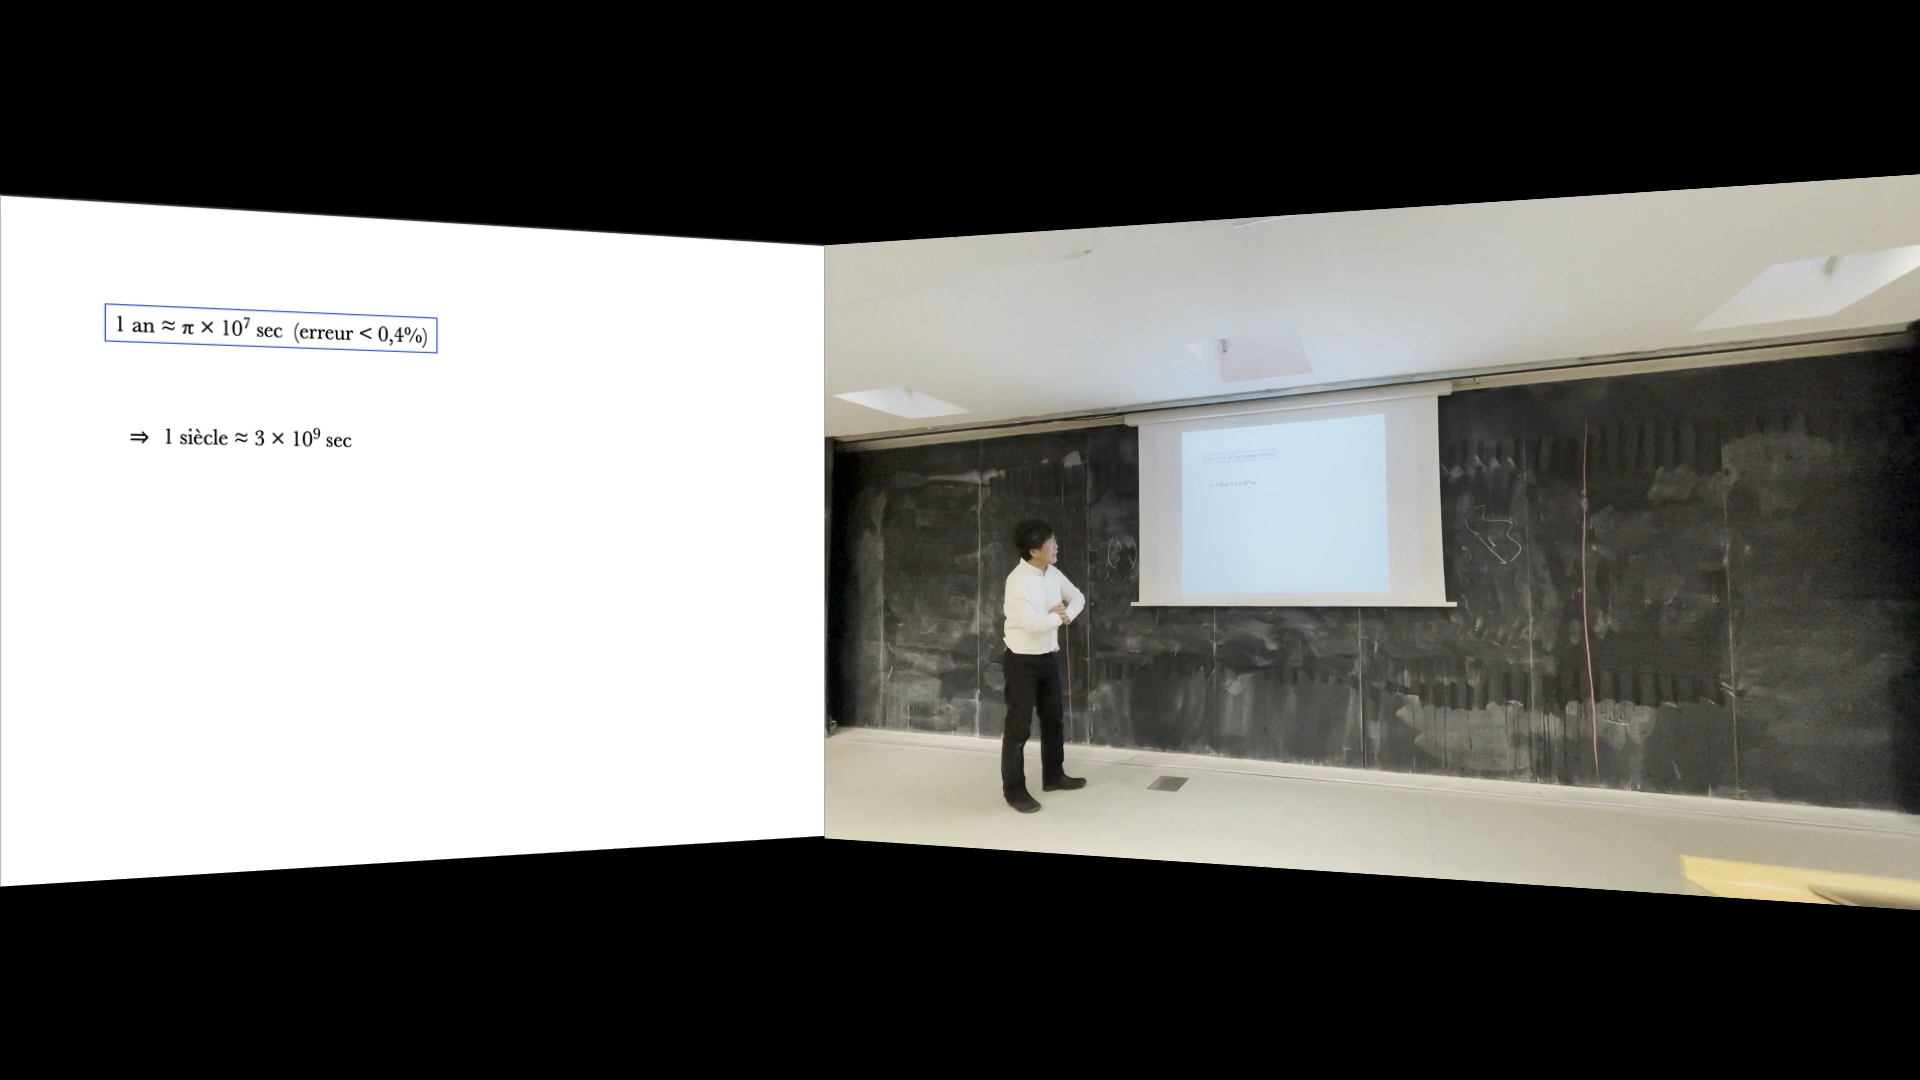 1 an ≈ π × 10⁷ sec (erreur < 0,4%)
⇒ 1 siècle ≈ 3 × 10⁹ sec